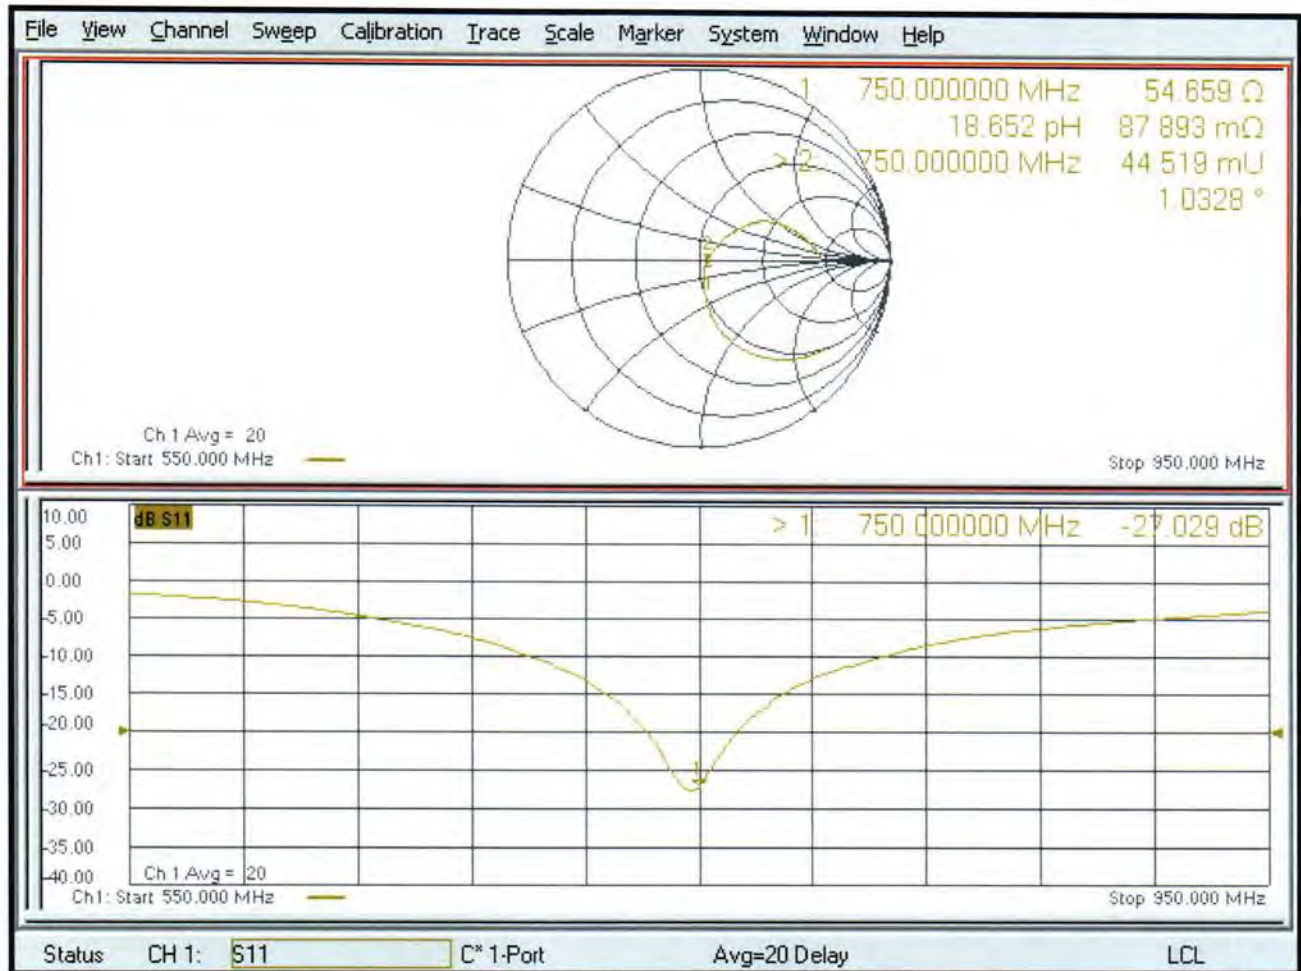 File View Channel Sweep Calibration Trace Scale Marker System Window Help
1: 750.000000 MHz 54.659 Ω
18.652 pH 87.893 mΩ
> 2: 750.000000 MHz 44.519 mU
1.0328 °
2
Ch 1 Avg = 20
Ch1: Start 550.000 MHz
Stop 950.000 MHz
10.00
dB S11
> 1: 750.000000 MHz -27.029 dB
5.00
0.00
-5.00
-10.00
-15.00
-20.00
-25.00
1
-30.00
-35.00
-40.00
Ch 1 Avg = 20
Ch1: Start 550.000 MHz
Stop 950.000 MHz
Status CH 1: S11 C* 1-Port Avg=20 Delay LCL